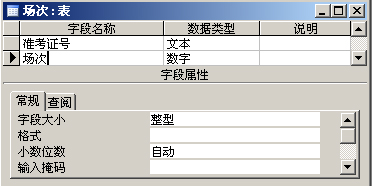 场次 : 表
字段名称 数据类型 说明
准考证号 文本
场次 数字
字段属性
常规 查阅
字段大小 整型
格式
小数位数 自动
输入掩码